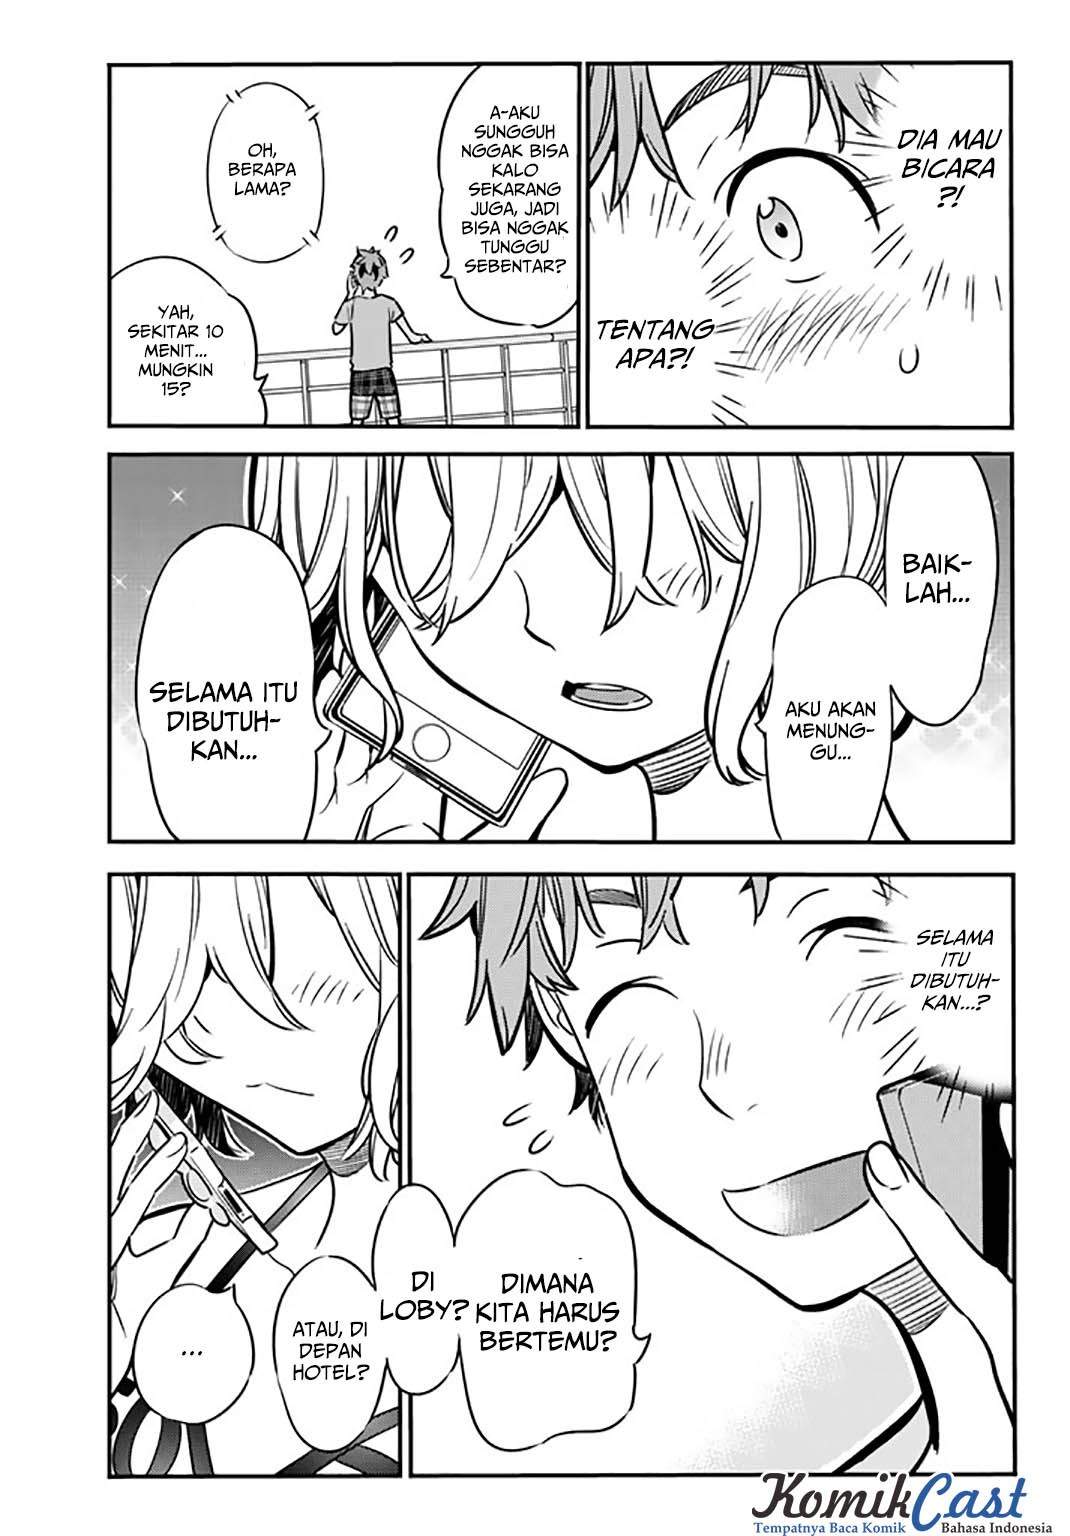 DIA MAU
BICARA
?!
TENTANG
APA?!
A-AKU
SUNGGUH
NGGAK BISA
KALO
SEKARANG
JUGA, JADI
BISA NGGAK
TUNGGU
SEBENTAR?
OH,
BERAPA
LAMA?
YAH,
SEKITAR 10
MENIT...
MUNGKIN
15?
BAIK-
LAH...
AKU AKAN
MENUNG-
GU...
SELAMA ITU
DIBUTUH-
KAN...
SELAMA
ITU
DIBUTUH-
KAN...?
DIMANA
KITA HARUS
BERTEMU?
DI
LOBY?
ATAU, DI
DEPAN
HOTEL?
...
KomikCast
Tempatnya Baca Komik Bahasa Indonesia